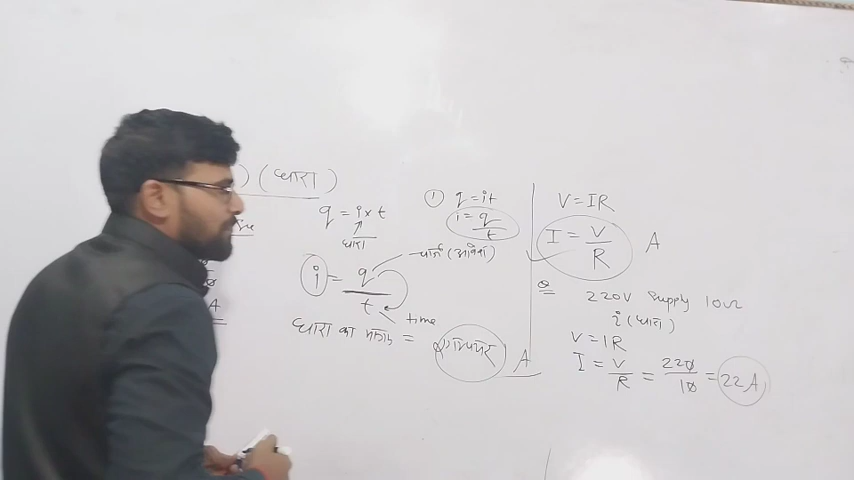 ) (धारा)
q = i × t
धारा
i = q/t
चार्ज (आवेश)
time
धारा का मात्रक = एम्पियर A
① q = it
i = q/t
V = IR
I = V/R A
Q 220V supply 10Ω
i (धारा)
V = IR
I = V/R = 220/10 = 22A
A